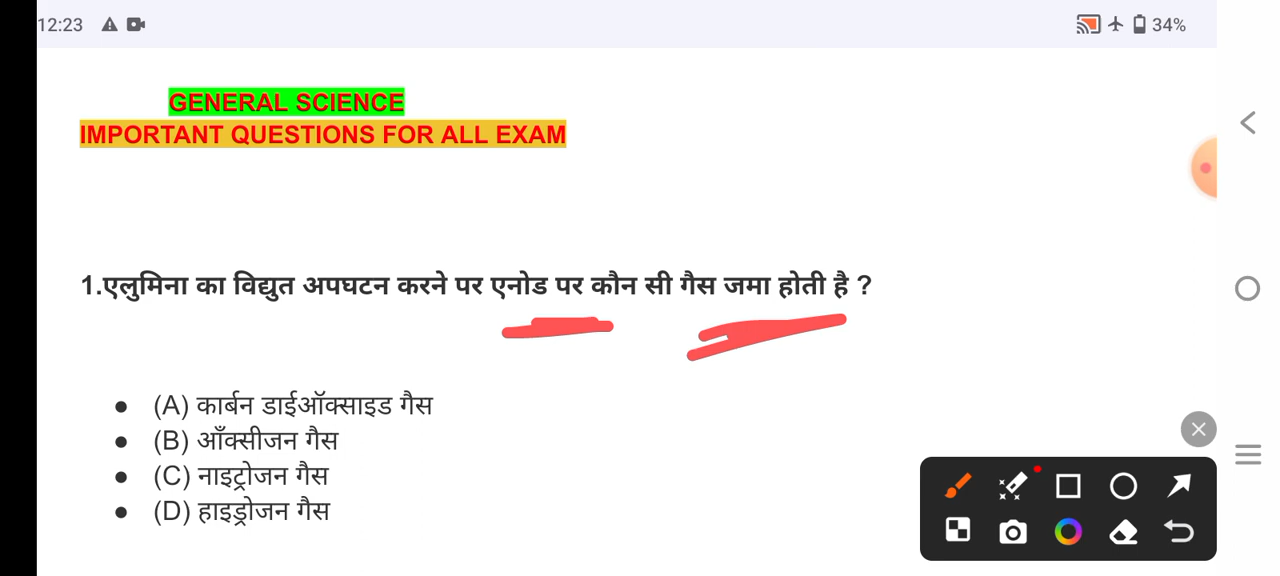 12:23
34%
GENERAL SCIENCE
IMPORTANT QUESTIONS FOR ALL EXAM
1.एलुमिना का विद्युत अपघटन करने पर एनोड पर कौन सी गैस जमा होती है ?
(A) कार्बन डाईऑक्साइड गैस
(B) आँक्सीजन गैस
(C) नाइट्रोजन गैस
(D) हाइड्रोजन गैस